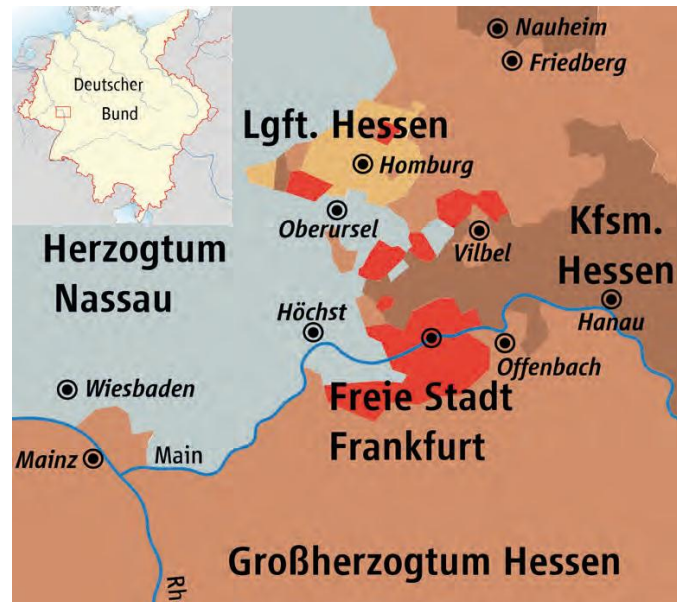 Deutscher
Bund
Nauheim
Friedberg
Lgft. Hessen
Homburg
Oberursel
Vilbel
Kfsm.
Hessen
Herzogtum
Nassau
Höchst
Hanau
Offenbach
Wiesbaden
Freie Stadt
Frankfurt
Mainz
Main
Großherzogtum Hessen
Rh